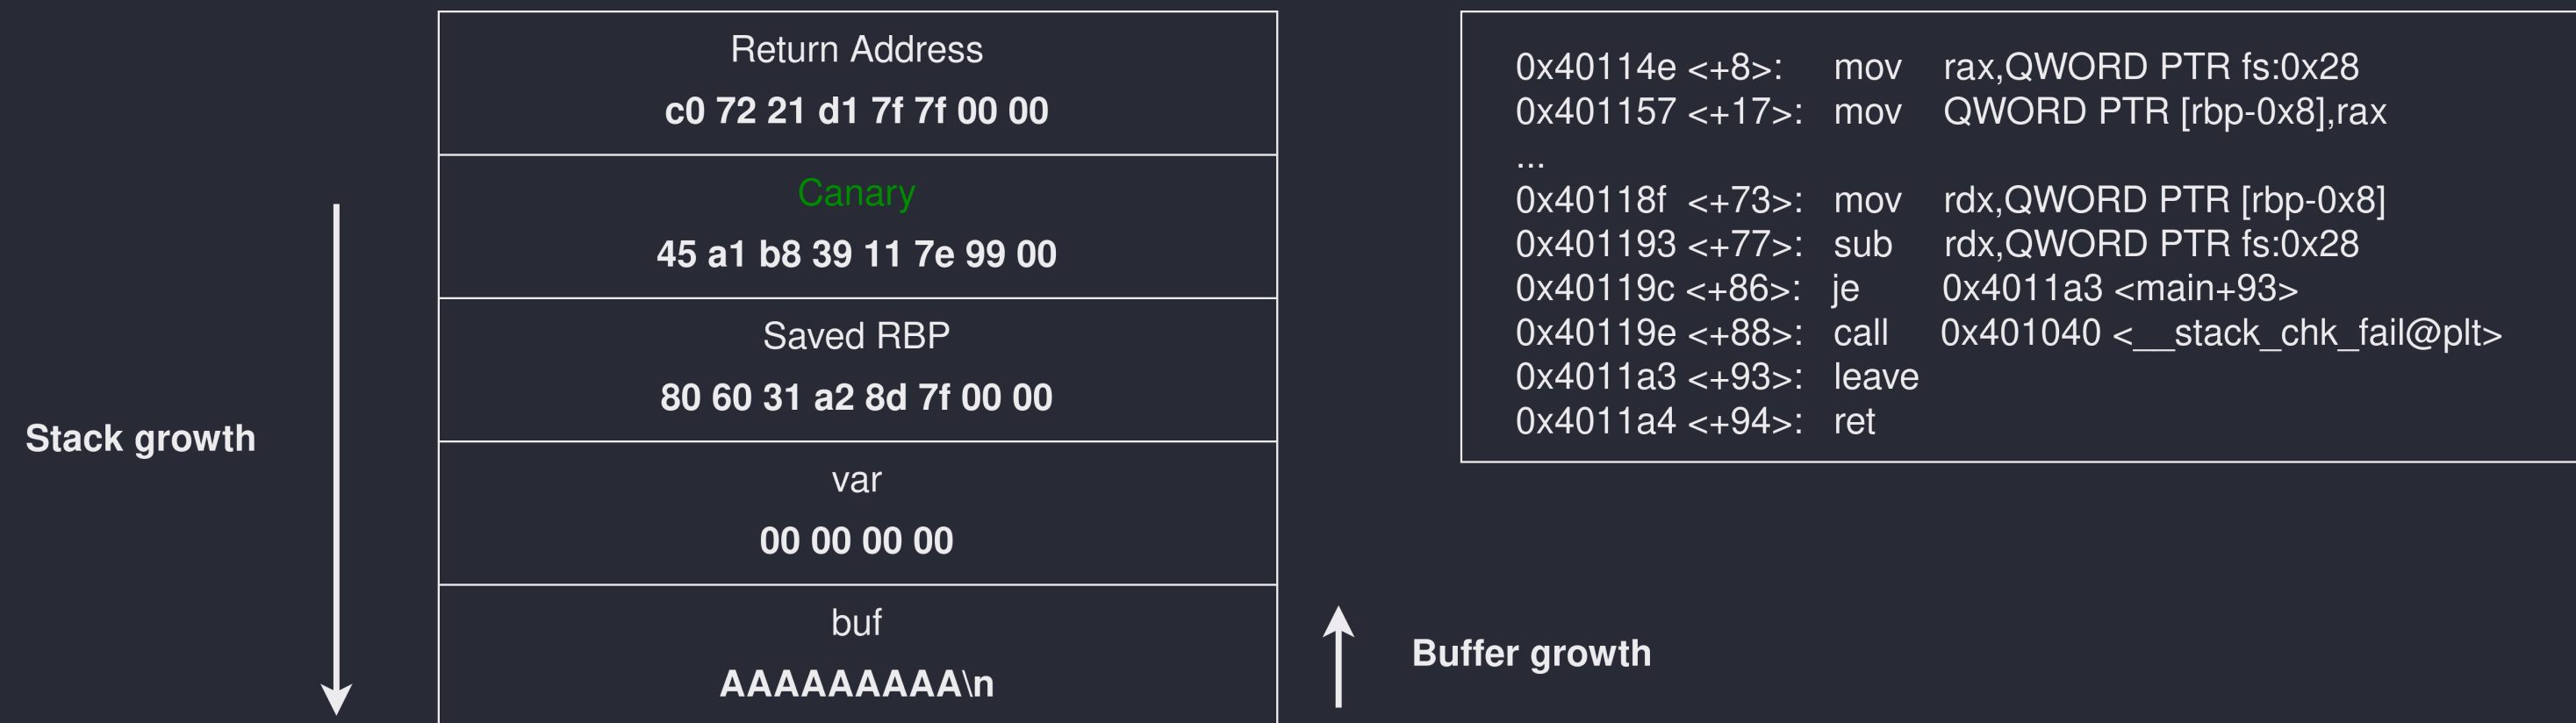 Return Address
c0 72 21 d1 7f 7f 00 00
Canary
45 a1 b8 39 11 7e 99 00
Saved RBP
80 60 31 a2 8d 7f 00 00
var
00 00 00 00
buf
AAAAAAAAA\n
Stack growth
Buffer growth
0x40114e <+8>: mov rax,QWORD PTR fs:0x28
0x401157 <+17>: mov QWORD PTR [rbp-0x8],rax
...
0x40118f <+73>: mov rdx,QWORD PTR [rbp-0x8]
0x401193 <+77>: sub rdx,QWORD PTR fs:0x28
0x40119c <+86>: je 0x4011a3 <main+93>
0x40119e <+88>: call 0x401040 <__stack_chk_fail@plt>
0x4011a3 <+93>: leave
0x4011a4 <+94>: ret